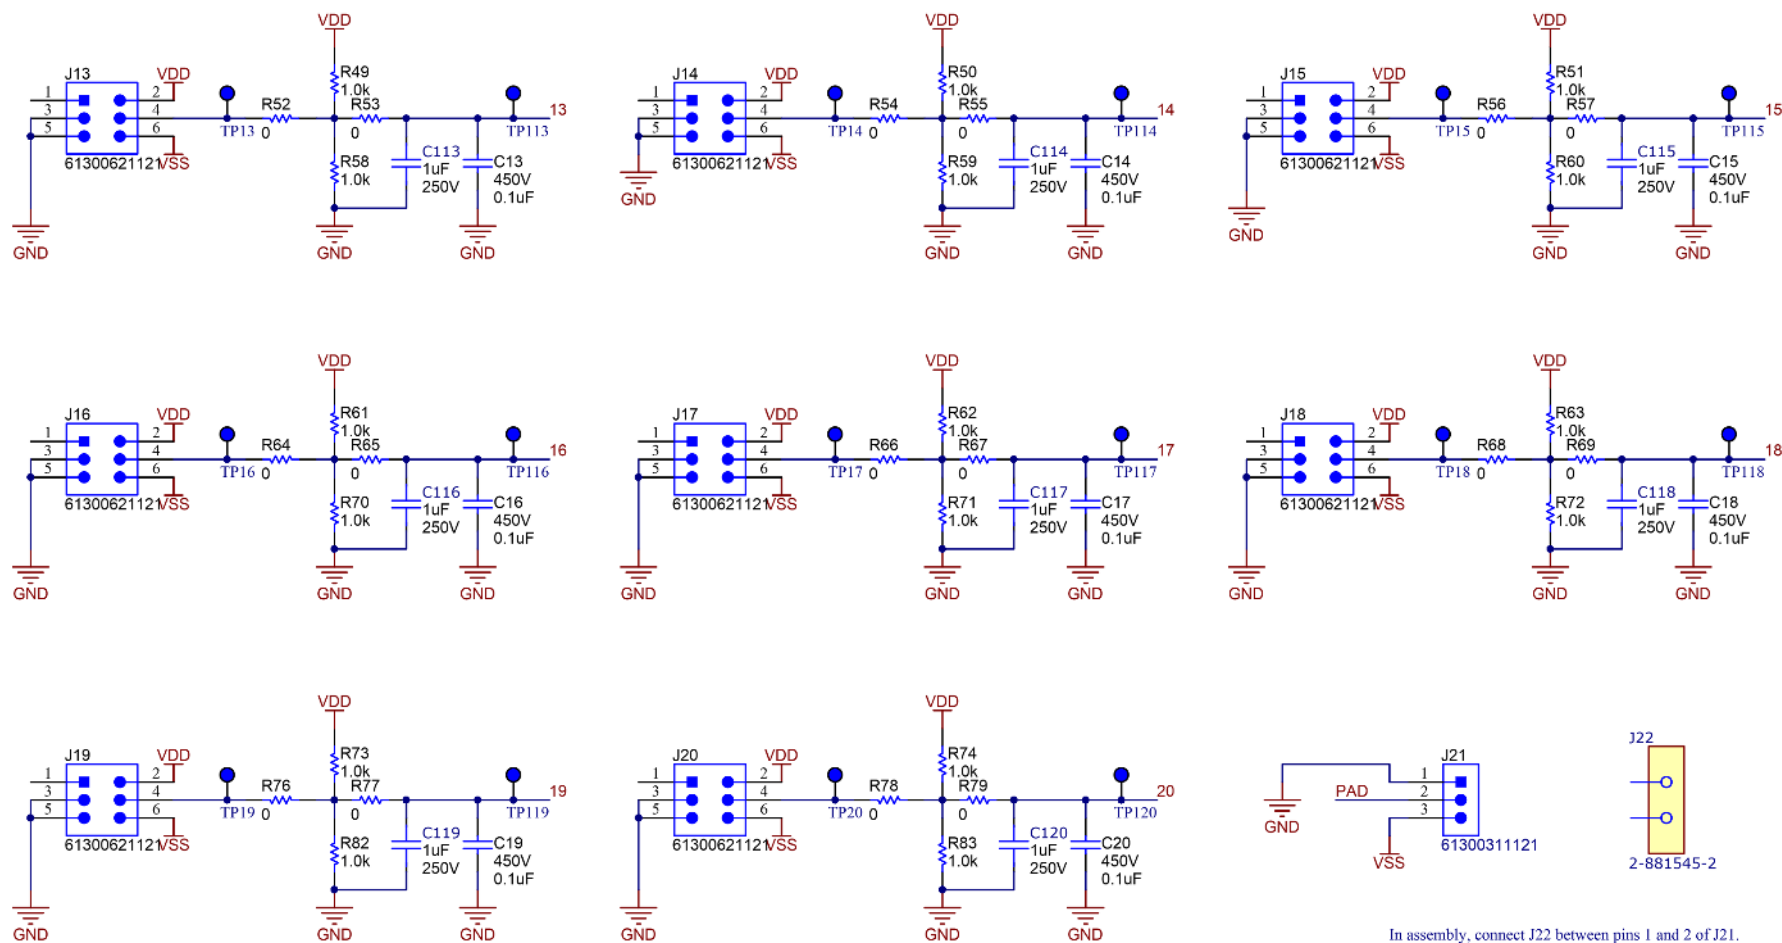 VDD
J13
VDD
1
2
3
4
5
6
61300621121
VSS
TP13
R52
0
R49
1.0k
R53
0
R58
1.0k
C113
1uF
250V
C13
450V
0.1uF
TP113
13
GND
GND
GND
VDD
J14
VDD
1
2
3
4
5
6
61300621121
VSS
TP14
R54
0
R50
1.0k
R55
0
R59
1.0k
C114
1uF
250V
C14
450V
0.1uF
TP114
14
GND
GND
GND
VDD
J15
VDD
1
2
3
4
5
6
61300621121
VSS
TP15
R56
0
R51
1.0k
R57
0
R60
1.0k
C115
1uF
250V
C15
450V
0.1uF
TP115
15
GND
GND
GND
VDD
J16
VDD
1
2
3
4
5
6
61300621121
VSS
TP16
R64
0
R61
1.0k
R65
0
R70
1.0k
C116
1uF
250V
C16
450V
0.1uF
TP116
16
GND
GND
GND
VDD
J17
VDD
1
2
3
4
5
6
61300621121
VSS
TP17
R66
0
R62
1.0k
R67
0
R71
1.0k
C117
1uF
250V
C17
450V
0.1uF
TP117
17
GND
GND
GND
VDD
J18
VDD
1
2
3
4
5
6
61300621121
VSS
TP18
R68
0
R63
1.0k
R69
0
R72
1.0k
C118
1uF
250V
C18
450V
0.1uF
TP118
18
GND
GND
GND
VDD
J19
VDD
1
2
3
4
5
6
61300621121
VSS
TP19
R76
0
R73
1.0k
R77
0
R82
1.0k
C119
1uF
250V
C19
450V
0.1uF
TP119
19
GND
GND
GND
VDD
J20
VDD
1
2
3
4
5
6
61300621121
VSS
TP20
R78
0
R74
1.0k
R79
0
R83
1.0k
C120
1uF
250V
C20
450V
0.1uF
TP120
20
GND
GND
GND
J21
1
PAD
2
3
GND
VSS
61300311121
J22
2-881545-2
In assembly, connect J22 between pins 1 and 2 of J21.